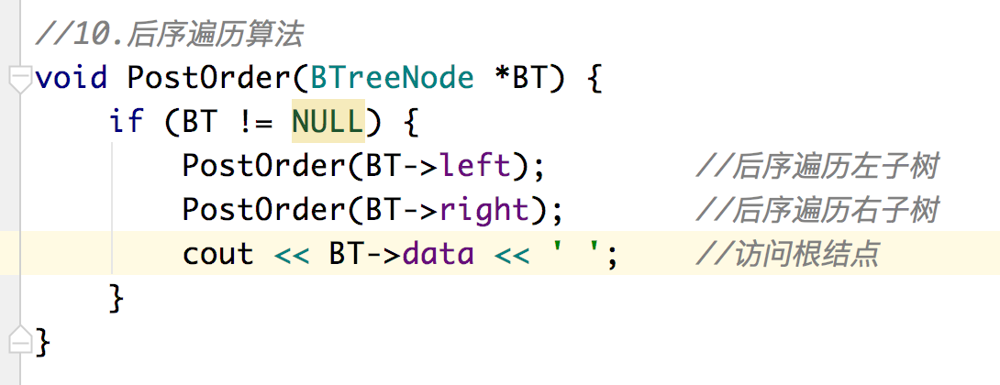 //10.后序遍历算法
void PostOrder(BTreeNode *BT) {
    if (BT != NULL) {
        PostOrder(BT->left);        //后序遍历左子树
        PostOrder(BT->right);       //后序遍历右子树
        cout << BT->data << ' ';    //访问根结点
    }
}